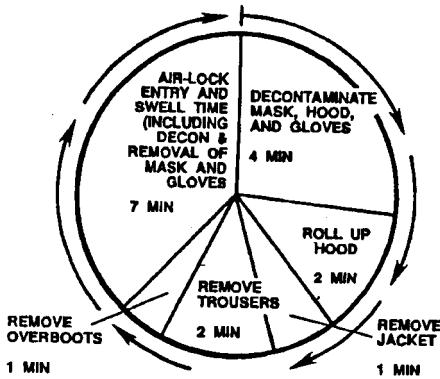 DECONTAMINATE
MASK, HOOD,
AND GLOVES
4 MIN
ROLL UP
HOOD
2 MIN
REMOVE
JACKET
1 MIN
REMOVE
TROUSERS
2 MIN
REMOVE
OVERBOOTS
1 MIN
AIR-LOCK
ENTRY AND
SWELL TIME
(INCLUDING
DECON &
REMOVAL OF
MASK AND
GLOVES
7 MIN